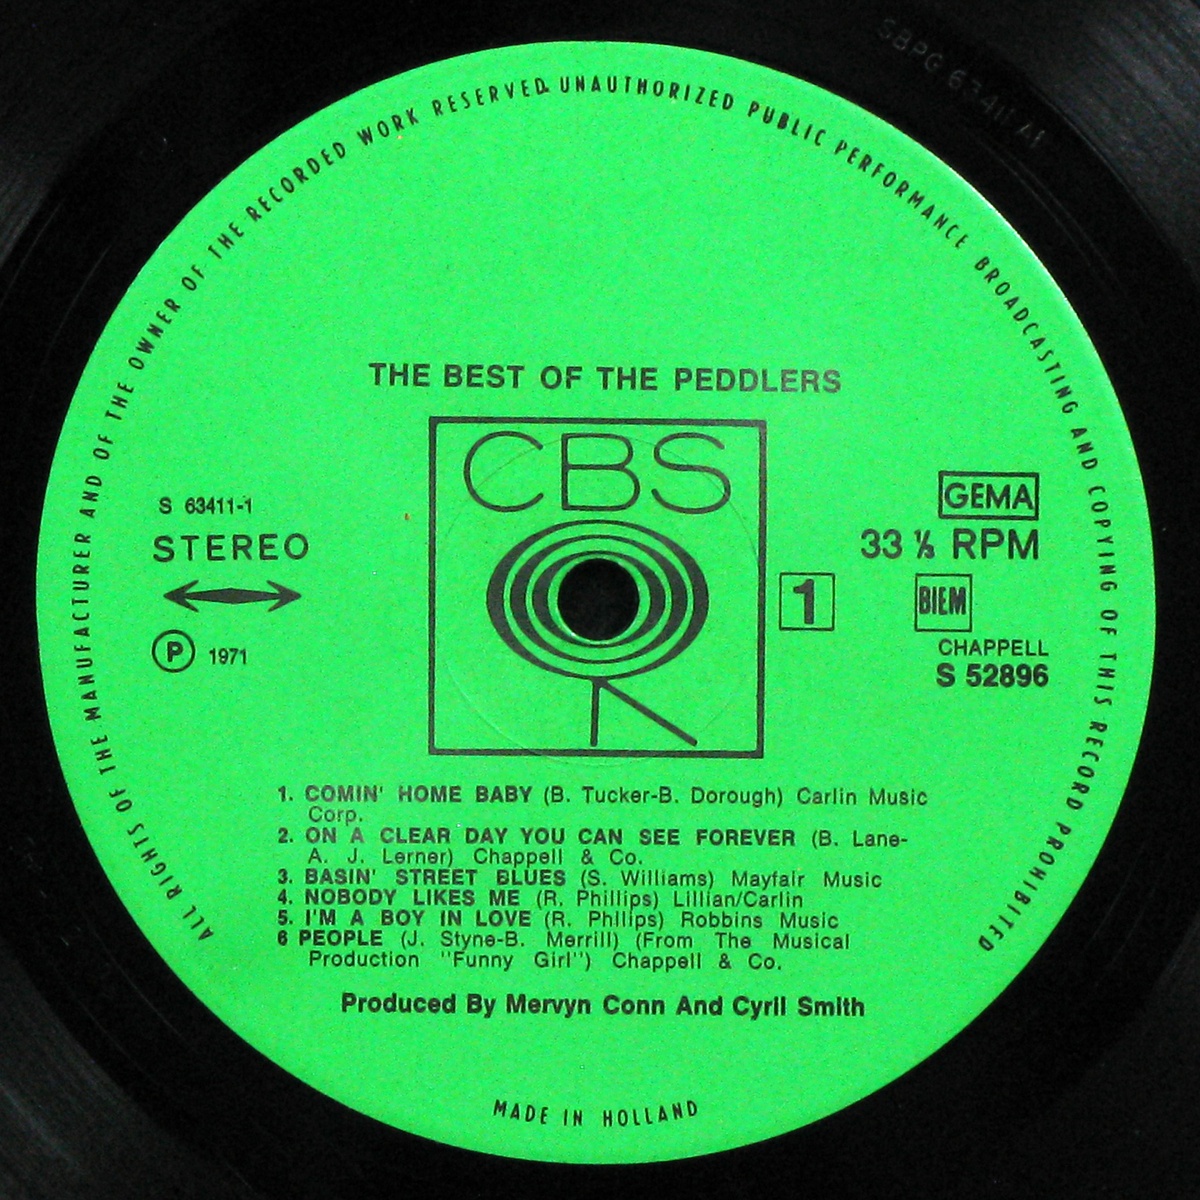 ALL RIGHTS OF THE MANUFACTURER AND OF THE OWNER OF THE RECORDED WORK RESERVED. UNAUTHORIZED PUBLIC PERFORMANCE BROADCASTING AND COPYING OF THIS RECORD PROHIBITED
SBPG 63411 A1
THE BEST OF THE PEDDLERS
CBS
S 63411-1
STEREO
P 1971
1
GEMA
33 ⅓ RPM
BIEM
CHAPPELL
S 52896
1. COMIN' HOME BABY (B. Tucker-B. Dorough) Carlin Music
Corp.
2. ON A CLEAR DAY YOU CAN SEE FOREVER (B. Lane-
A. J. Lerner) Chappell & Co.
3. BASIN' STREET BLUES (S. Williams) Mayfair Music
4. NOBODY LIKES ME (R. Phillips) Lillian/Carlin
5. I'M A BOY IN LOVE (R. Phllips) Robbins Music
6 PEOPLE (J. Styne-B. Merrill) (From The Musical
Production "Funny Girl") Chappell & Co.
Produced By Mervyn Conn And Cyril Smith
MADE IN HOLLAND